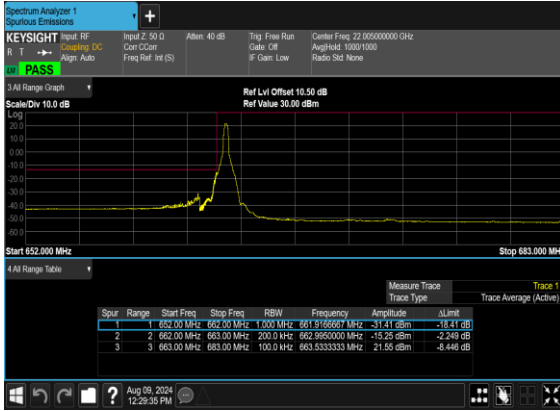 Spectrum Analyzer 1
Spurious Emissions
+
KEYSIGHT Input: RF Input Z: 50 Ω Atten: 40 dB Trig: Free Run Center Freq: 22.005000000 GHz
R T Coupling: DC Corr CCorr Gate: Off Avg|Hold: 1000/1000
Align: Auto Freq Ref: Int (S) IF Gain: Low Radio Std: None
PASS
3 All Range Graph
Ref Lvl Offset 10.50 dB
Scale/Div 10.0 dB Ref Value 30.00 dBm
Log
20.0
10.0
0.00
-10.0
-20.0
-30.0
-40.0
-50.0
-60.0
Start 652.000 MHz Stop 683.000 MH
4 All Range Table
Measure Trace Trace 1
Trace Type Trace Average (Active)
Spur Range Start Freq Stop Freq RBW Frequency Amplitude ΔLimit
1 1 652.00 MHz 662.00 MHz 1.000 MHz 661.9166667 MHz -31.41 dBm -18.41 dB
2 2 662.00 MHz 663.00 MHz 200.0 kHz 662.9950000 MHz -15.25 dBm -2.249 dB
3 3 663.00 MHz 683.00 MHz 100.0 kHz 663.5333333 MHz 21.55 dBm -8.446 dB
? Aug 09, 2024
12:29:35 PM